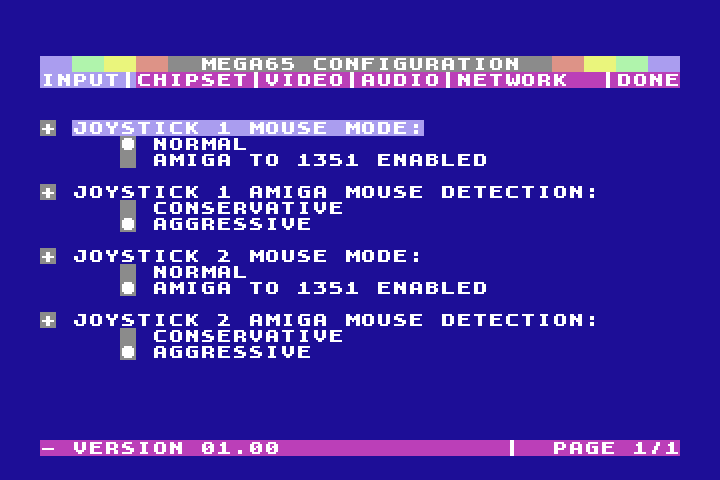 MEGA65 CONFIGURATION
INPUT|CHIPSET|VIDEO|AUDIO|NETWORK |DONE
+ JOYSTICK 1 MOUSE MODE:
NORMAL
AMIGA TO 1351 ENABLED
+ JOYSTICK 1 AMIGA MOUSE DETECTION:
CONSERVATIVE
AGGRESSIVE
+ JOYSTICK 2 MOUSE MODE:
NORMAL
AMIGA TO 1351 ENABLED
+ JOYSTICK 2 AMIGA MOUSE DETECTION:
CONSERVATIVE
AGGRESSIVE
- VERSION 01.00 | PAGE 1/1